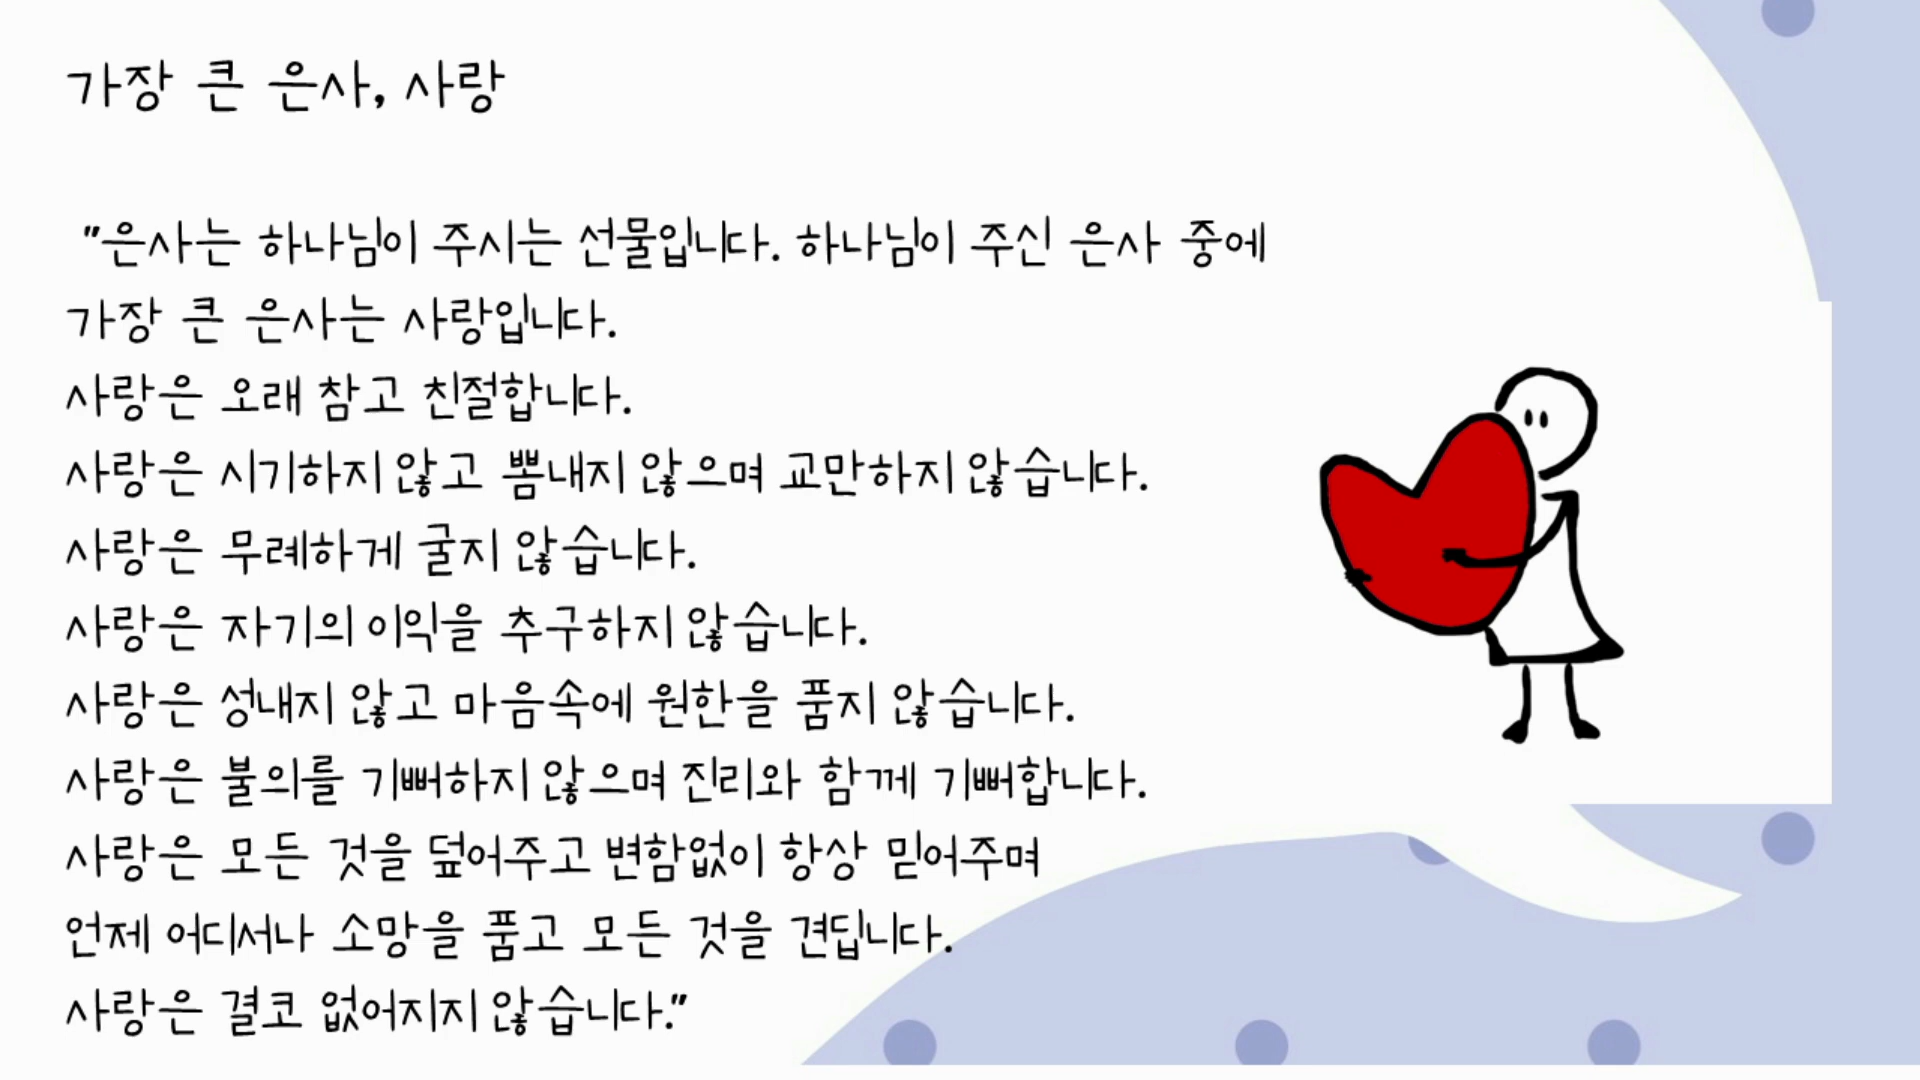 가장 큰 은사, 사랑
"은사는 하나님이 주시는 선물입니다. 하나님이 주신 은사 중에
가장 큰 은사는 사랑입니다.
사랑은 오래 참고 친절합니다.
사랑은 시기하지 않고 뽐내지 않으며 교만하지 않습니다.
사랑은 무례하게 굴지 않습니다.
사랑은 자기의 이익을 추구하지 않습니다.
사랑은 성내지 않고 마음속에 원한을 품지 않습니다.
사랑은 불의를 기뻐하지 않으며 진리와 함께 기뻐합니다.
사랑은 모든 것을 덮어주고 변함없이 항상 믿어주며
언제 어디서나 소망을 품고 모든 것을 견딥니다.
사랑은 결코 없어지지 않습니다."